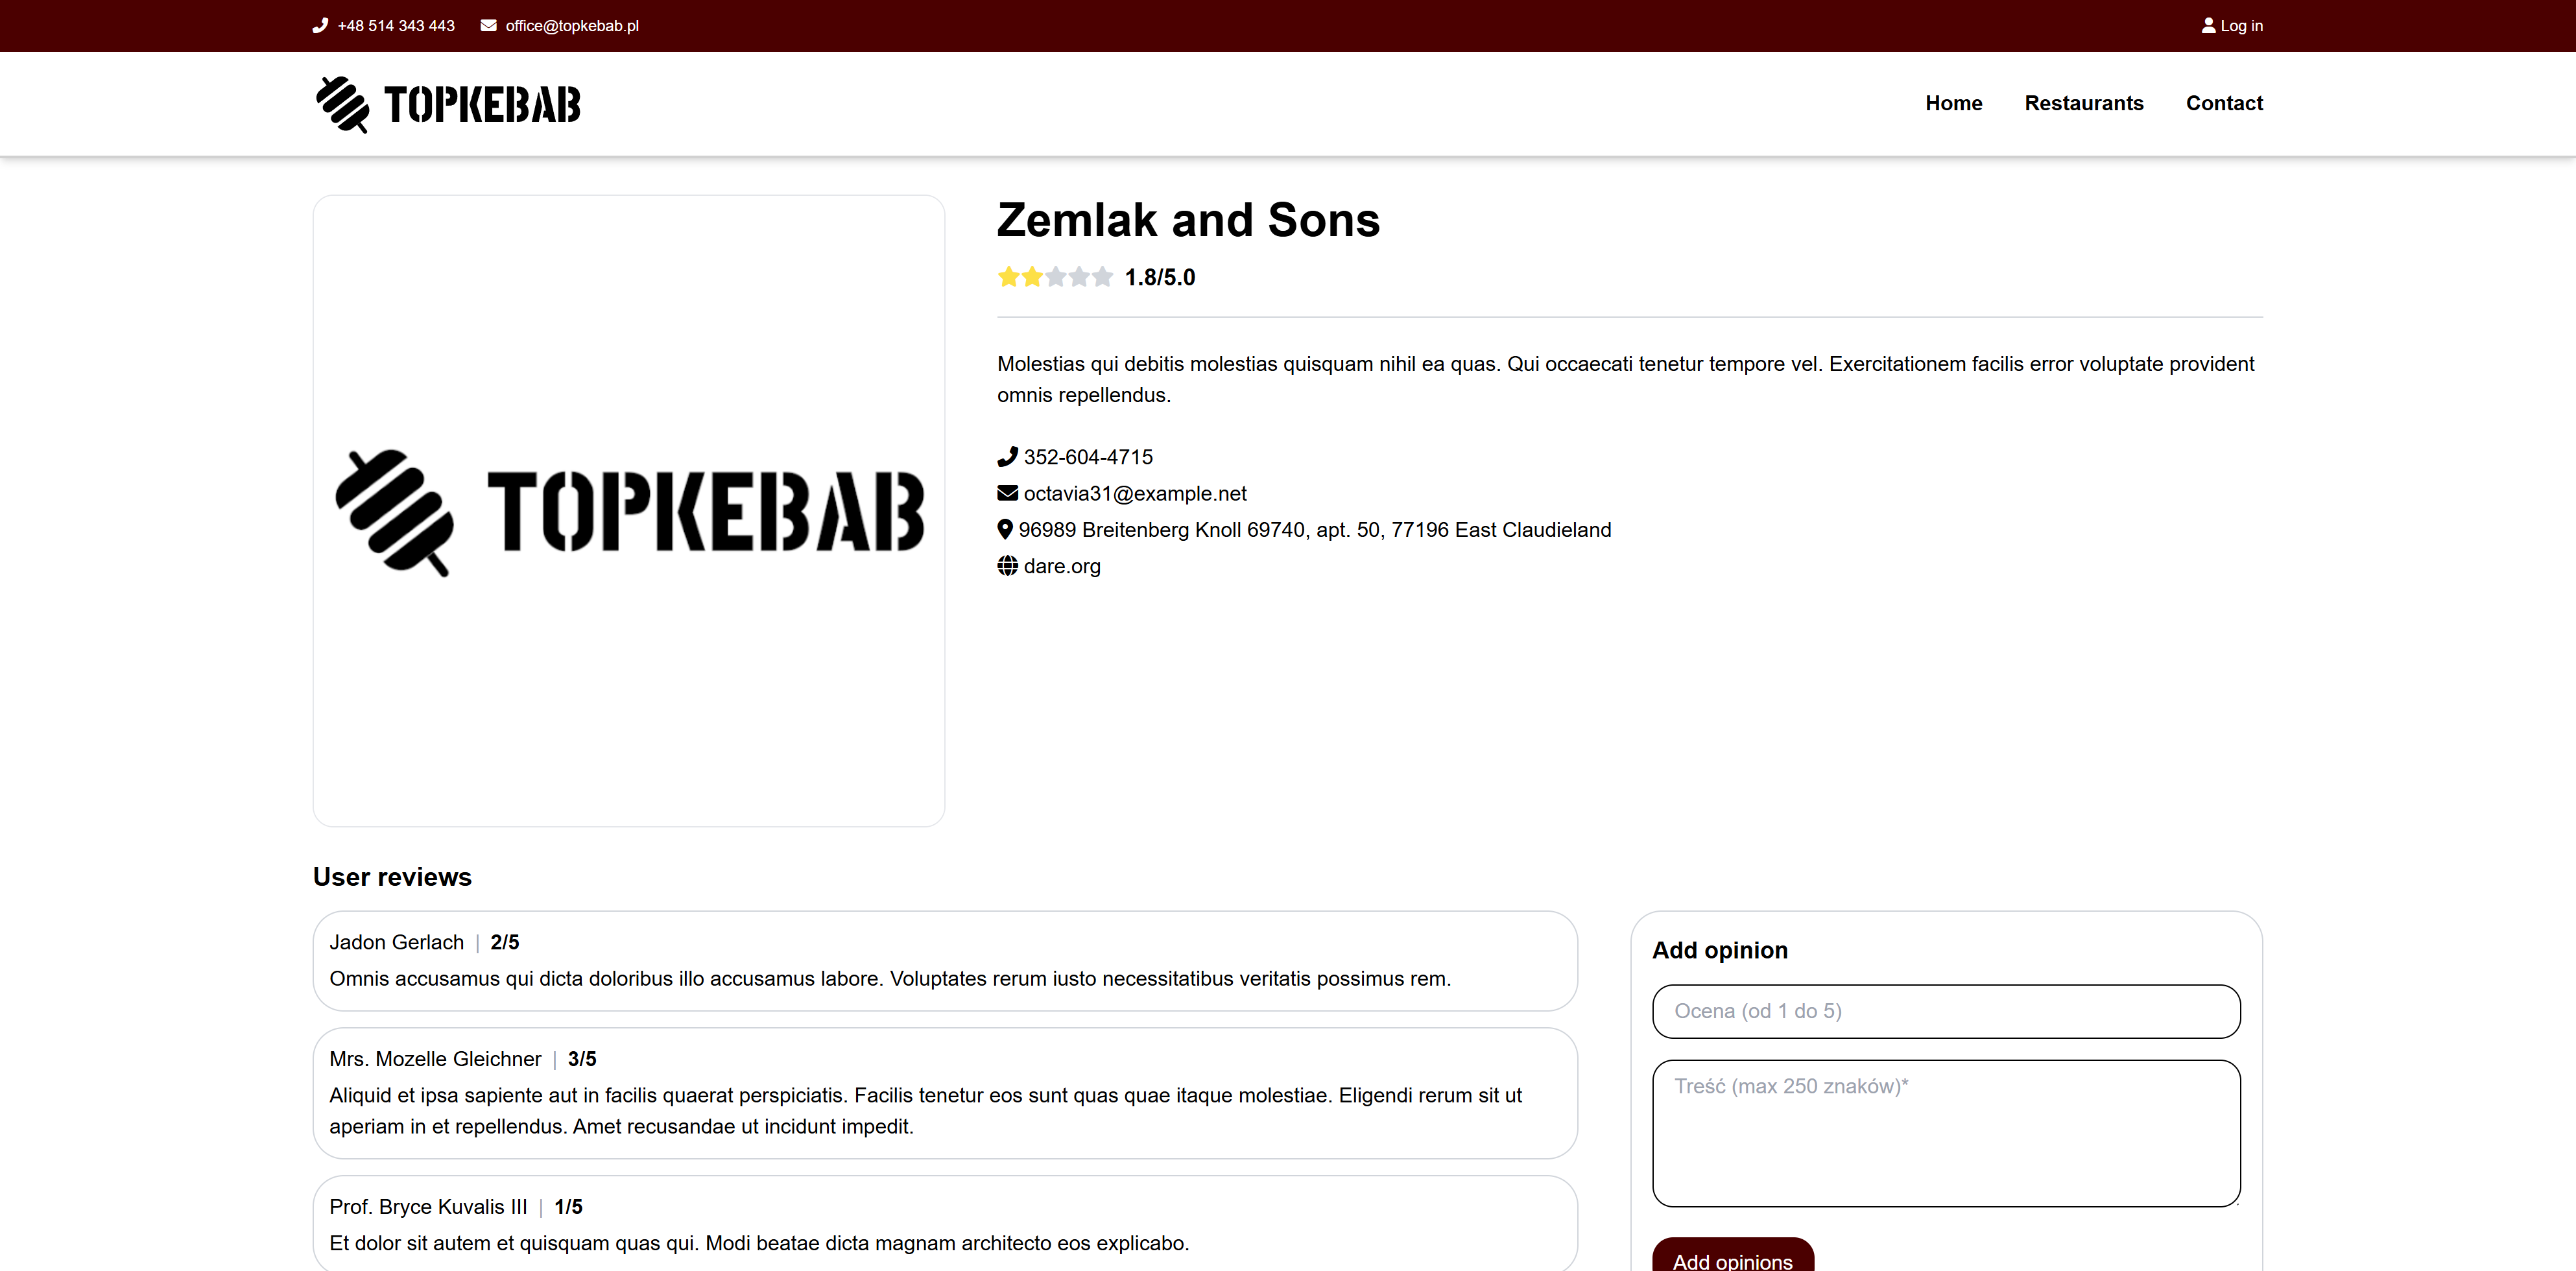 +48 514 343 443 office@topkebab.pl Log in
TOPKEBAB Home Restaurants Contact
TOPKEBAB
Zemlak and Sons
1.8/5.0
Molestias qui debitis molestias quisquam nihil ea quas. Qui occaecati tenetur tempore vel. Exercitationem facilis error voluptate provident
omnis repellendus.
352-604-4715
octavia31@example.net
96989 Breitenberg Knoll 69740, apt. 50, 77196 East Claudieland
dare.org
User reviews
Jadon Gerlach | 2/5
Omnis accusamus qui dicta doloribus illo accusamus labore. Voluptates rerum iusto necessitatibus veritatis possimus rem.
Mrs. Mozelle Gleichner | 3/5
Aliquid et ipsa sapiente aut in facilis quaerat perspiciatis. Facilis tenetur eos sunt quas quae itaque molestiae. Eligendi rerum sit ut
aperiam in et repellendus. Amet recusandae ut incidunt impedit.
Prof. Bryce Kuvalis III | 1/5
Et dolor sit autem et quisquam quas qui. Modi beatae dicta magnam architecto eos explicabo.
Add opinion
Ocena (od 1 do 5)
Treść (max 250 znaków)*
Add opinions